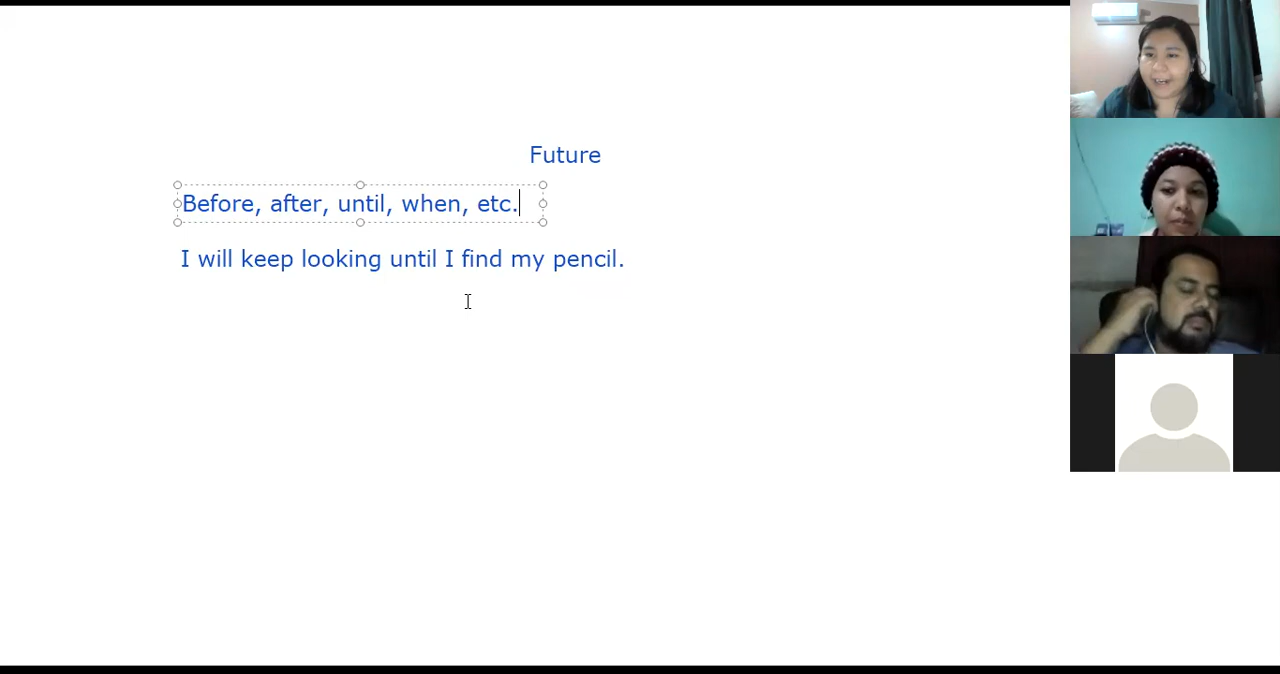 Future
Before, after, until, when, etc.
I will keep looking until I find my pencil.